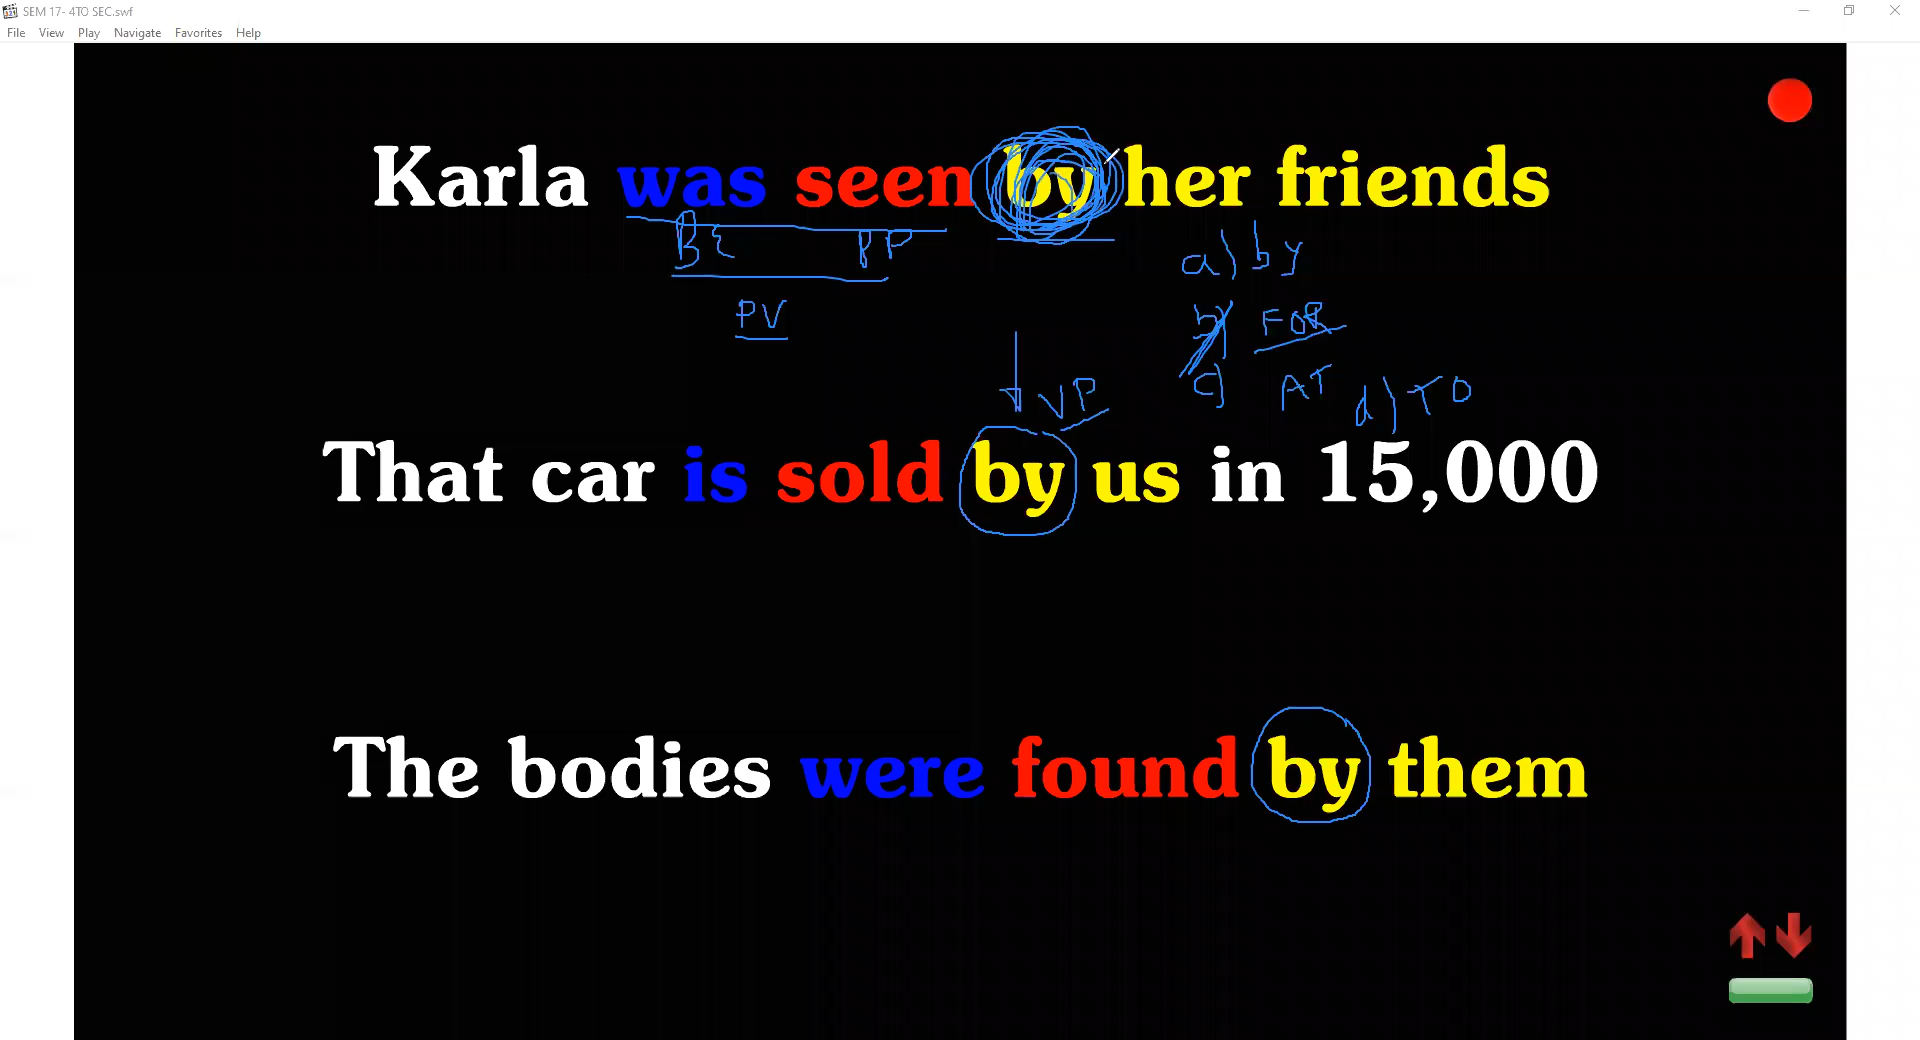 SEM 17- 4TO SEC.swf
File View Play Navigate Favorites Help
Karla was seen by her friends
BE PP
a) by
PV
b) FOR
VP
c) AT d) TO
That car is sold by us in 15,000
The bodies were found by them